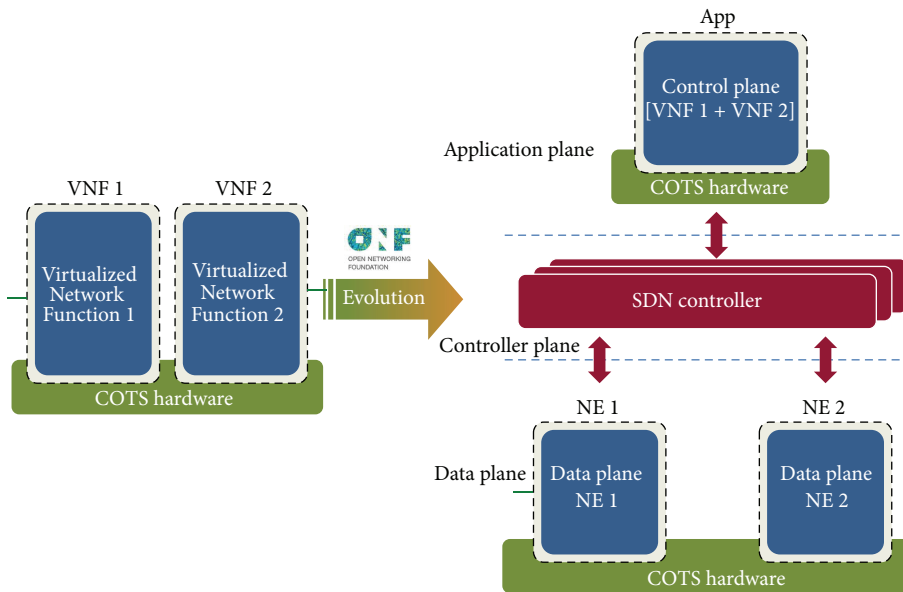 VNF 1
VNF 2
Virtualized
Network
Function 1
Virtualized
Network
Function 2
COTS hardware
ONF
OPEN NETWORKING
FOUNDATION
Evolution
App
Control plane
[VNF 1 + VNF 2]
Application plane
COTS hardware
SDN controller
Controller plane
NE 1
NE 2
Data plane
Data plane
NE 1
Data plane
NE 2
COTS hardware